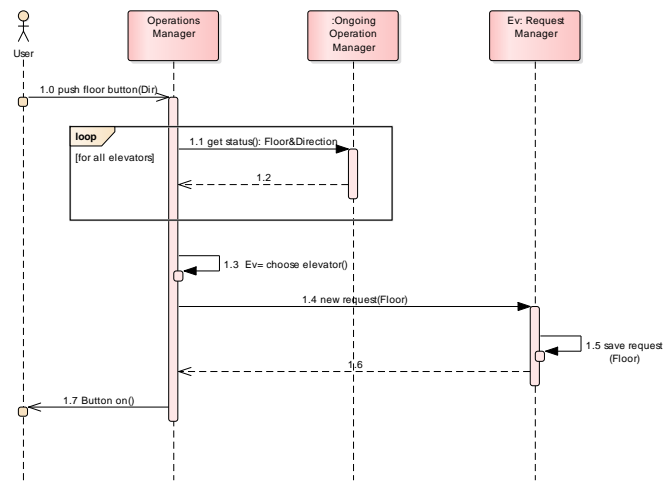 Operations
Manager
:Ongoing
Operation
Manager
Ev: Request
Manager
User
1.0 push floor button(Dir)
loop
1.1 get status(): Floor&Direction
[for all elevators]
1.2
1.3 Ev= choose elevator()
1.4 new request(Floor)
1.5 save request
(Floor)
1.6
1.7 Button on()